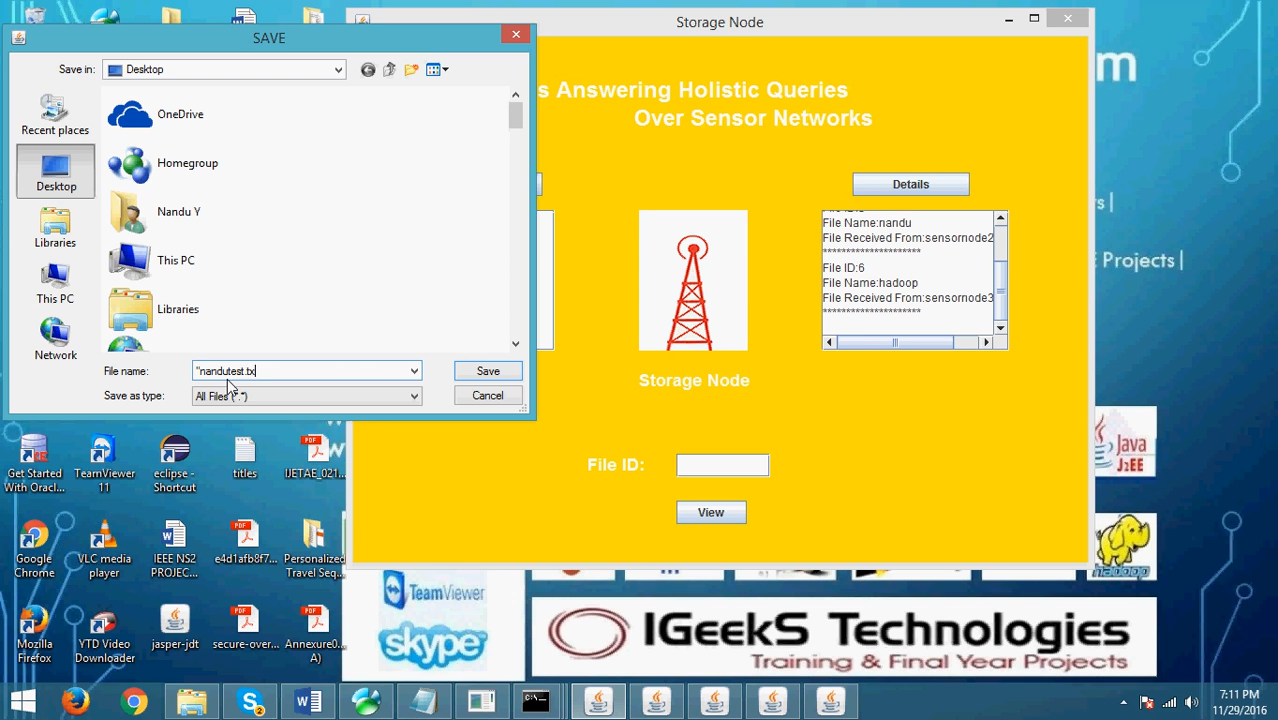 SAVE
Save in:
Desktop
Recent places
Desktop
Libraries
This PC
Network
OneDrive
Homegroup
Nandu Y
This PC
Libraries
File name:
"nandutest.tx
Save
Save as type:
All Files (*.*)
Cancel
Storage Node
s Answering Holistic Queries
Over Sensor Networks
Details
File Name:nandu
File Received From:sensornode2
**********************
File ID:6
File Name:hadoop
File Received From:sensornode3
**********************
Storage Node
File ID:
View
E Projects|
Java
J2EE
hadoop
TeamViewer
skype
IGeekS Technologies
Training & Final Year Projects
Get Started
With Oracl...
TeamViewer
11
eclipse -
Shortcut
titles
IJETAE_021...
Google
Chrome
VLC media
player
IEEE NS2
PROJEC...
e4d1afb8f7...
Personalized
Travel Seq...
Mozilla
Firefox
YTD Video
Downloader
jasper-jdt
secure-over...
Annexure0...
A)
7:11 PM
11/29/2016